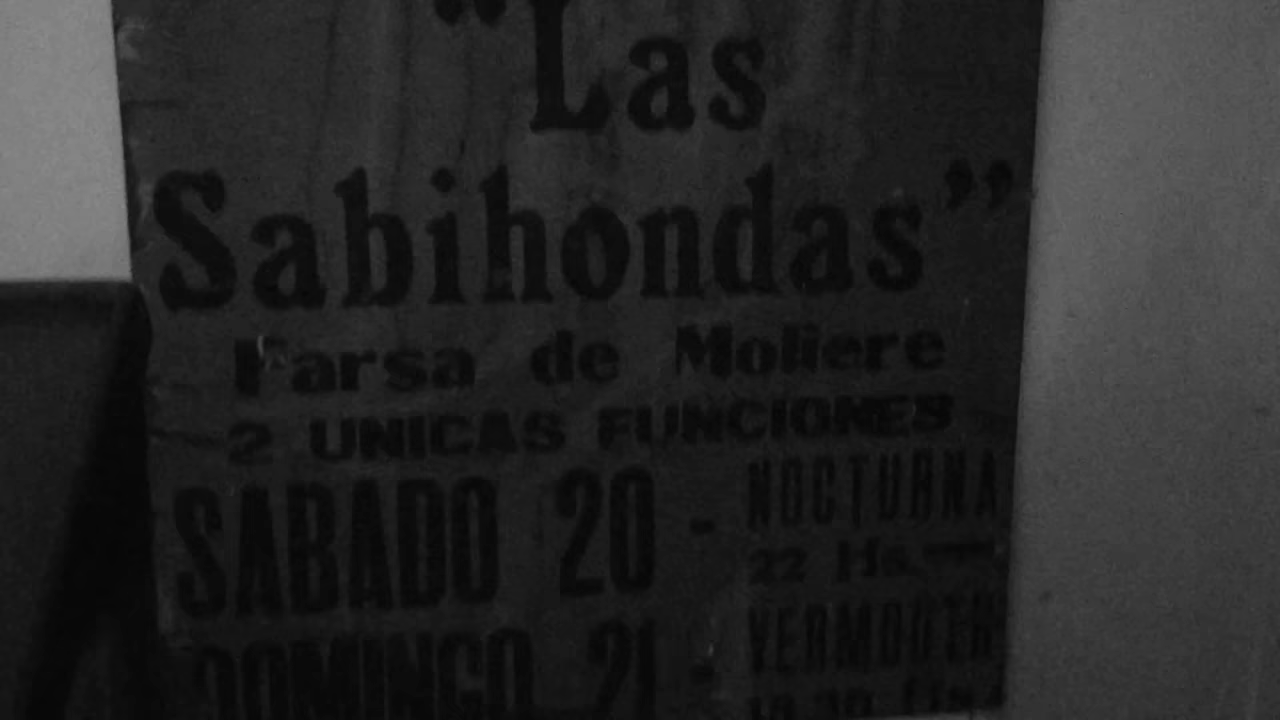 "Las
Sabihondas"
Farsa de Moliere
2 UNICAS FUNCIONES
SABADO 20 - NOCTURNA
22 Hs.
DOMINGO 21 - VERMOUTH